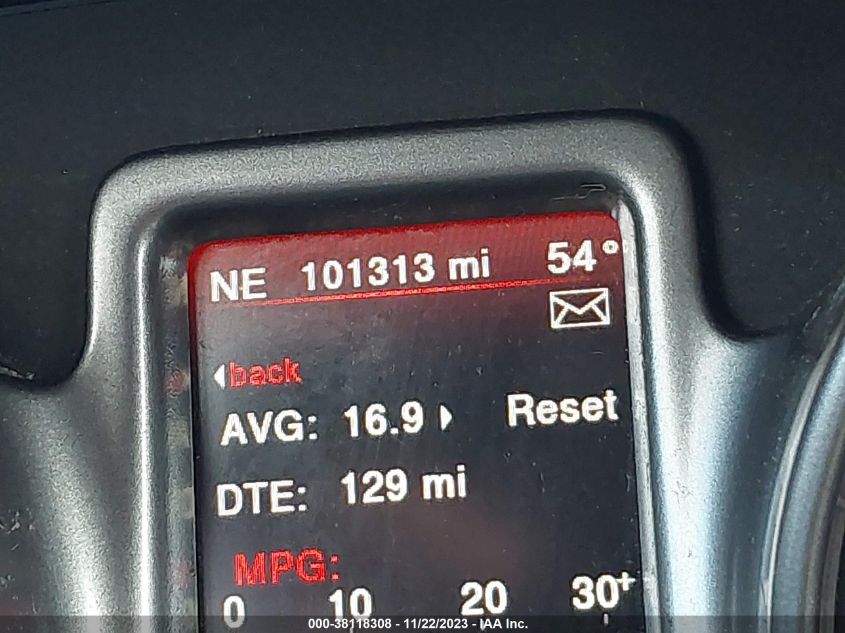 NE 101313 mi 54°
back
AVG: 16.9 Reset
DTE: 129 mi
MPG:
0 10 20 30+
000-38118308 - 11/22/2023 - IAA Inc.